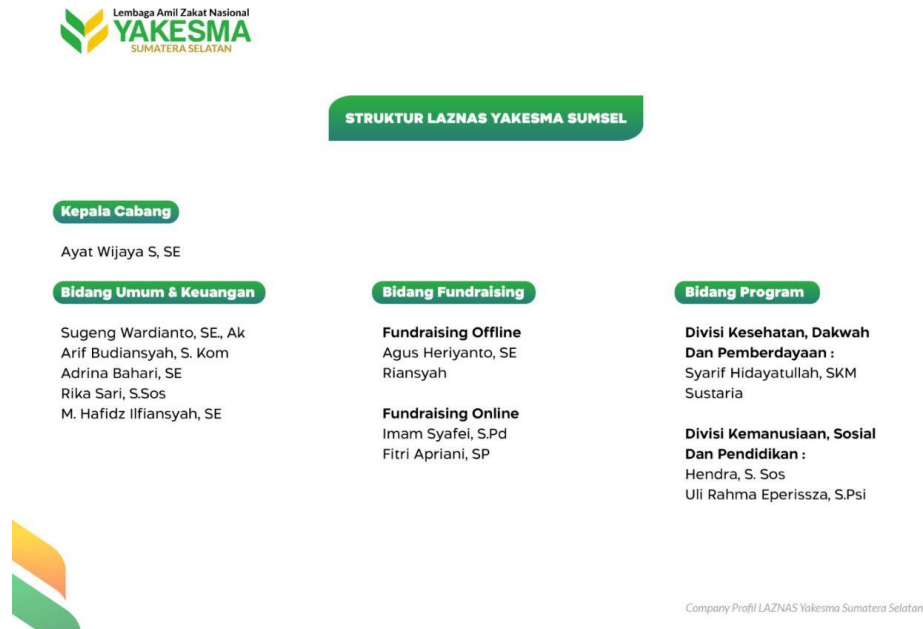 Lembaga Amil Zakat Nasional
YAKESMA
SUMATERA SELATAN
STRUKTUR LAZNAS YAKESMA SUMSEL
Kepala Cabang
Ayat Wijaya S, SE
Bidang Umum & Keuangan
Sugeng Wardianto, SE., Ak
Arif Budiansyah, S. Kom
Adrina Bahari, SE
Rika Sari, S.Sos
M. Hafidz Ilfiansyah, SE
Bidang Fundraising
Fundraising Offline
Agus Heriyanto, SE
Riansyah
Fundraising Online
Imam Syafei, S.Pd
Fitri Apriani, SP
Bidang Program
Divisi Kesehatan, Dakwah
Dan Pemberdayaan :
Syarif Hidayatullah, SKM
Sustaria
Divisi Kemanusiaan, Sosial
Dan Pendidikan :
Hendra, S. Sos
Uli Rahma Eperissza, S.Psi
Company Profil LAZNAS Yakesma Sumatera Selatan